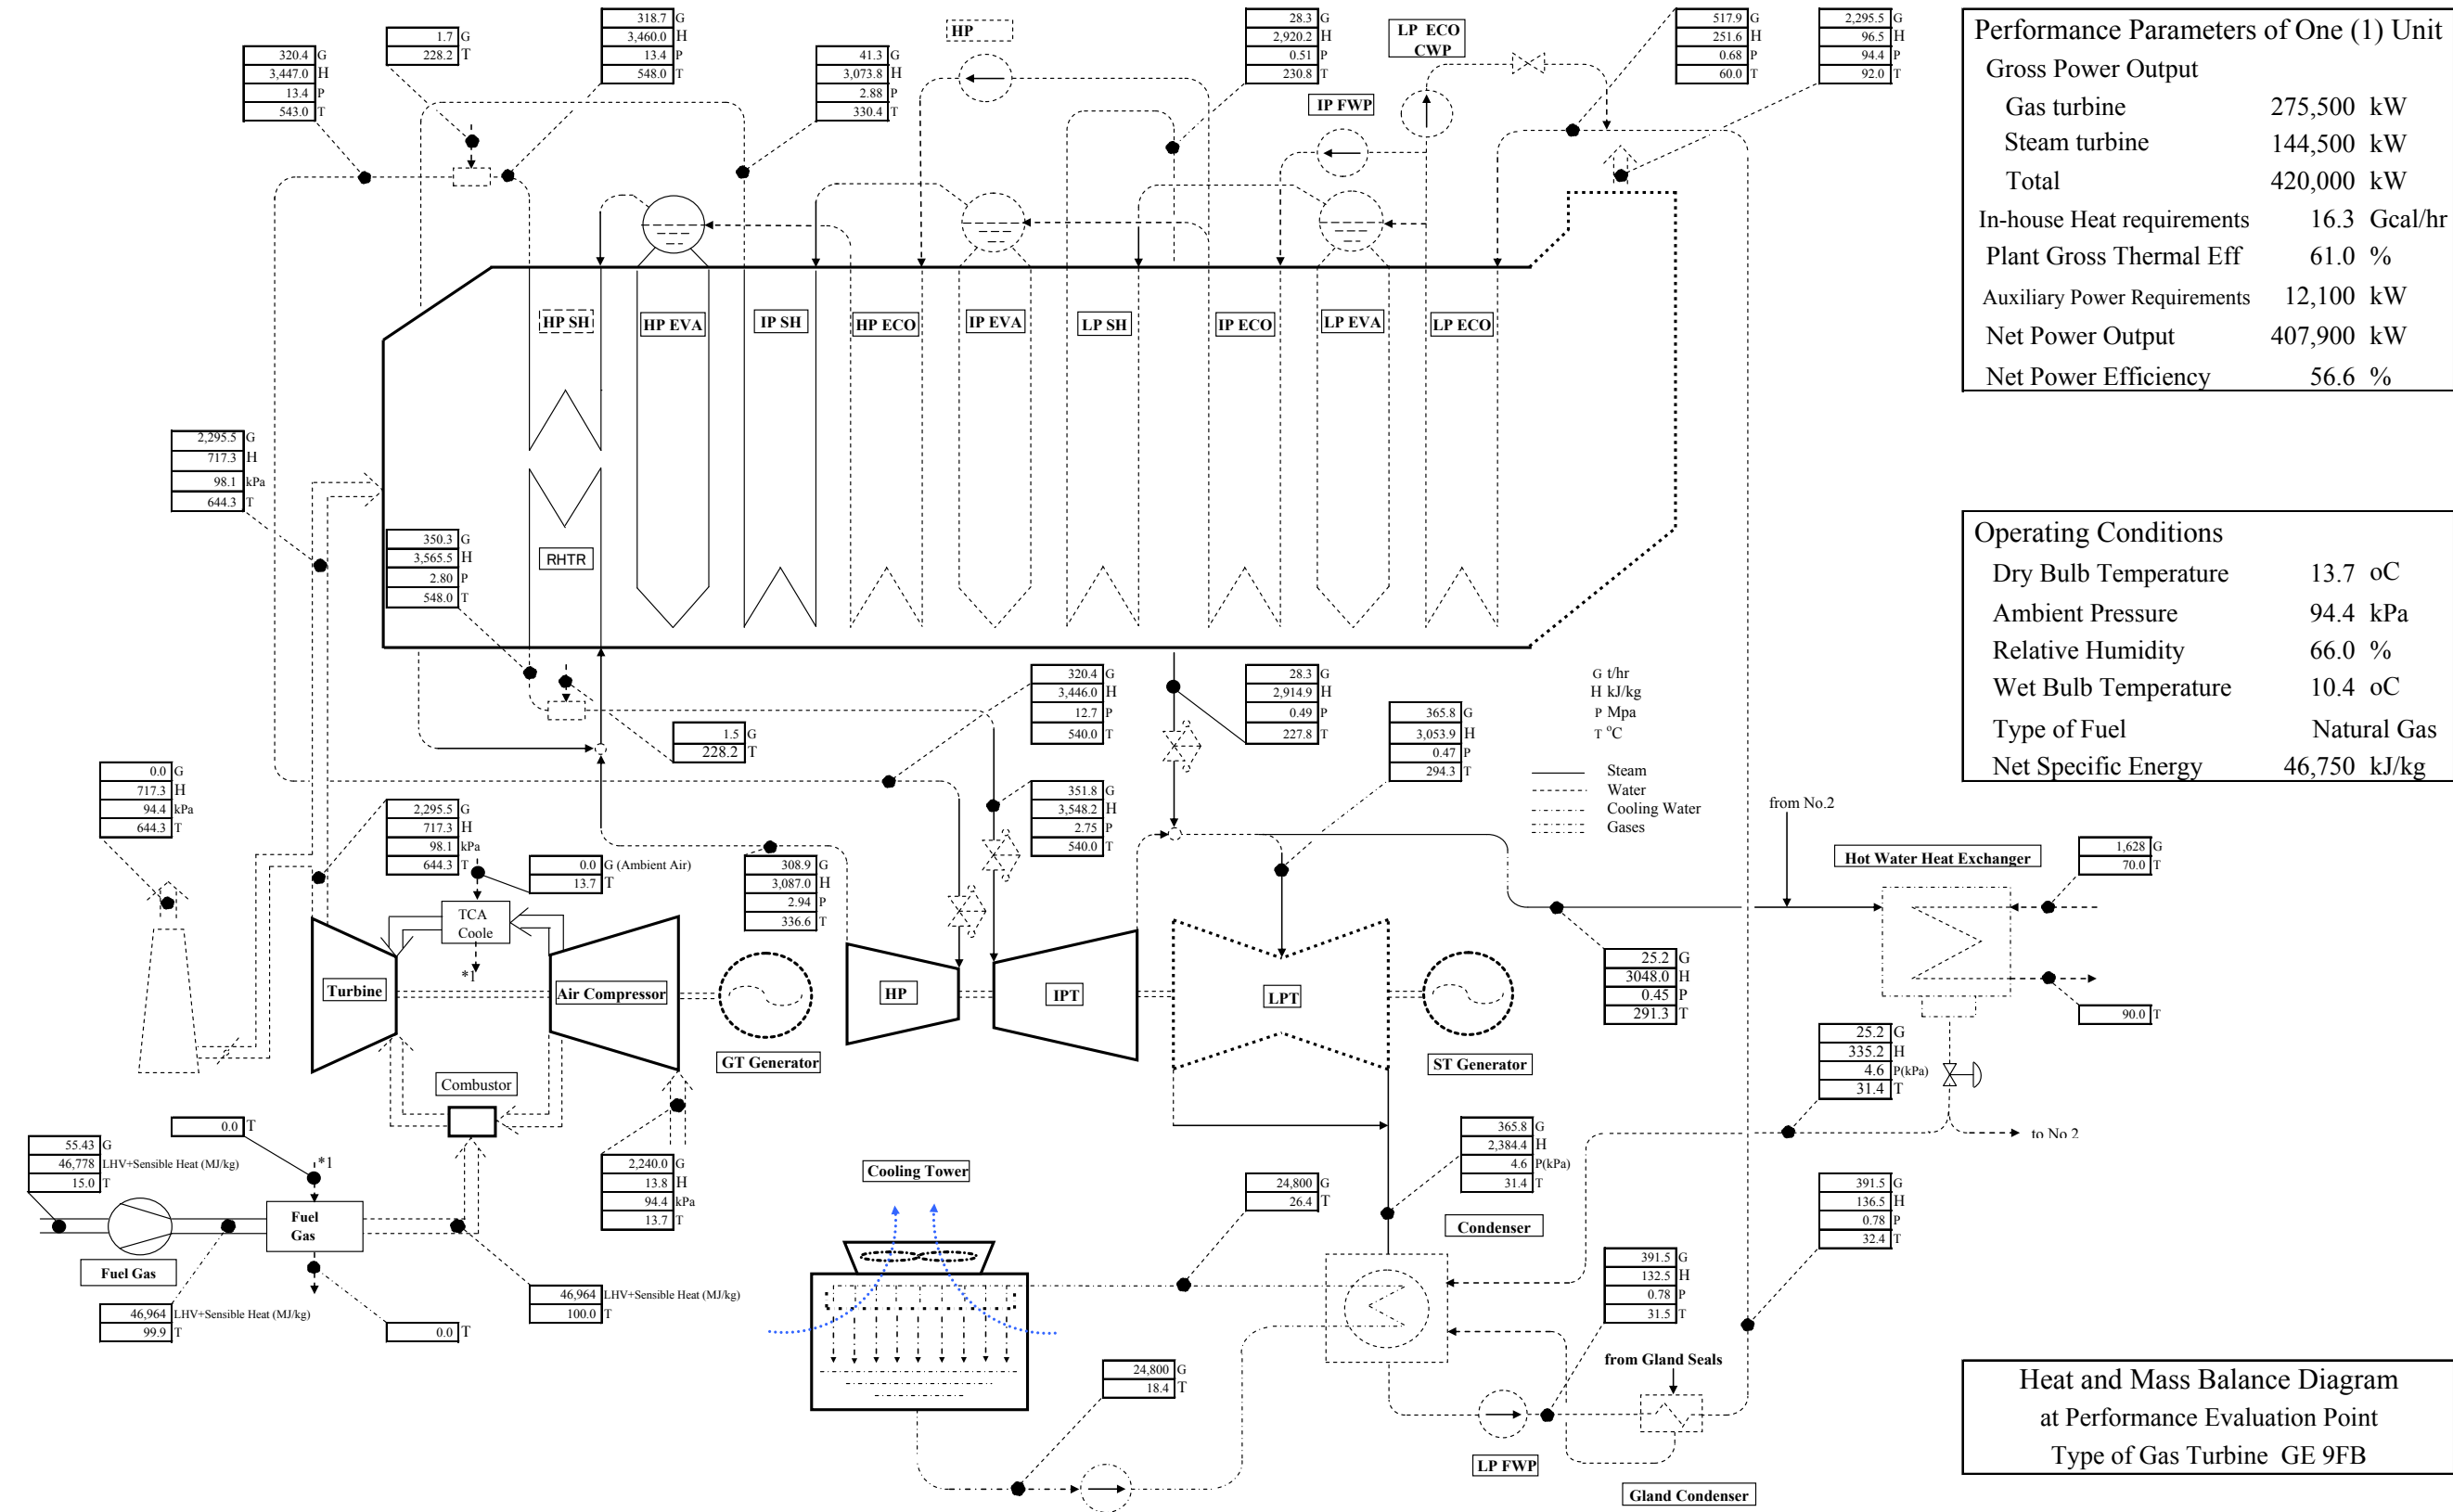 318.7 G
3,460.0 H
13.4 P
548.0 T
1.7 G
228.2 T
320.4 G
3,447.0 H
13.4 P
543.0 T
41.3 G
3,073.8 H
2.88 P
330.4 T
HP
28.3 G
2,920.2 H
0.51 P
230.8 T
LP ECO
CWP
IP FWP
517.9 G
251.6 H
0.68 P
60.0 T
2,295.5 G
96.5 H
94.4 P
92.0 T
Performance Parameters of One (1) Unit
Gross Power Output
Gas turbine 275,500 kW
Steam turbine 144,500 kW
Total 420,000 kW
In-house Heat requirements 16.3 Gcal/hr
Plant Gross Thermal Eff 61.0 %
Auxiliary Power Requirements 12,100 kW
Net Power Output 407,900 kW
Net Power Efficiency 56.6 %
HP SH
HP EVA
IP SH
HP ECO
IP EVA
LP SH
IP ECO
LP EVA
LP ECO
2,295.5 G
717.3 H
98.1 kPa
644.3 T
350.3 G
3,565.5 H
2.80 P
548.0 T
RHTR
Operating Conditions
Dry Bulb Temperature 13.7 oC
Ambient Pressure 94.4 kPa
Relative Humidity 66.0 %
Wet Bulb Temperature 10.4 oC
Type of Fuel Natural Gas
Net Specific Energy 46,750 kJ/kg
1.5 G
228.2 T
320.4 G
3,446.0 H
12.7 P
540.0 T
28.3 G
2,914.9 H
0.49 P
227.8 T
365.8 G
3,053.9 H
0.47 P
294.3 T
G t/hr
H kJ/kg
P Mpa
T °C
Steam
Water
Cooling Water
Gases
0.0 G
717.3 H
94.4 kPa
644.3 T
2,295.5 G
717.3 H
98.1 kPa
644.3 T
0.0 G (Ambient Air)
13.7 T
308.9 G
3,087.0 H
2.94 P
336.6 T
351.8 G
3,548.2 H
2.75 P
540.0 T
from No.2
Hot Water Heat Exchanger
1,628 G
70.0 T
90.0 T
TCA
Coole
*1
Turbine
Air Compressor
GT Generator
HP
IPT
LPT
ST Generator
25.2 G
3048.0 H
0.45 P
291.3 T
25.2 G
335.2 H
4.6 P(kPa)
31.4 T
to No.2
Combustor
0.0 T
*1
55.43 G
46,778 LHV+Sensible Heat (MJ/kg)
15.0 T
Fuel
Gas
Fuel Gas
46,964 LHV+Sensible Heat (MJ/kg)
99.9 T
0.0 T
46,964 LHV+Sensible Heat (MJ/kg)
100.0 T
2,240.0 G
13.8 H
94.4 kPa
13.7 T
Cooling Tower
24,800 G
26.4 T
24,800 G
18.4 T
365.8 G
2,384.4 H
4.6 P(kPa)
31.4 T
Condenser
391.5 G
132.5 H
0.78 P
31.5 T
391.5 G
136.5 H
0.78 P
32.4 T
from Gland Seals
LP FWP
Gland Condenser
Heat and Mass Balance Diagram
at Performance Evaluation Point
Type of Gas Turbine GE 9FB